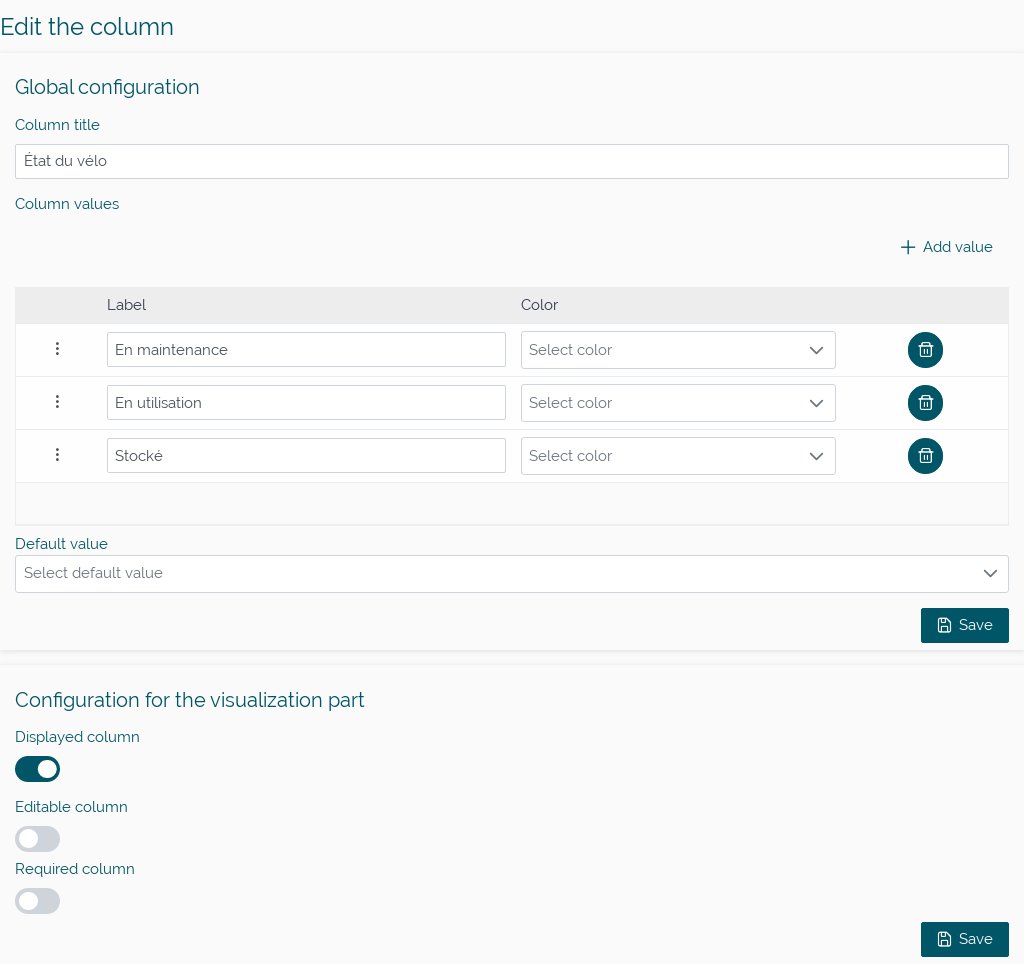 Edit the column
Global configuration
Column title
État du vélo
Column values
Add value
Label Color
En maintenance Select color
En utilisation Select color
Stocké Select color
Default value
Select default value
Save
Configuration for the visualization part
Displayed column
Editable column
Required column
Save